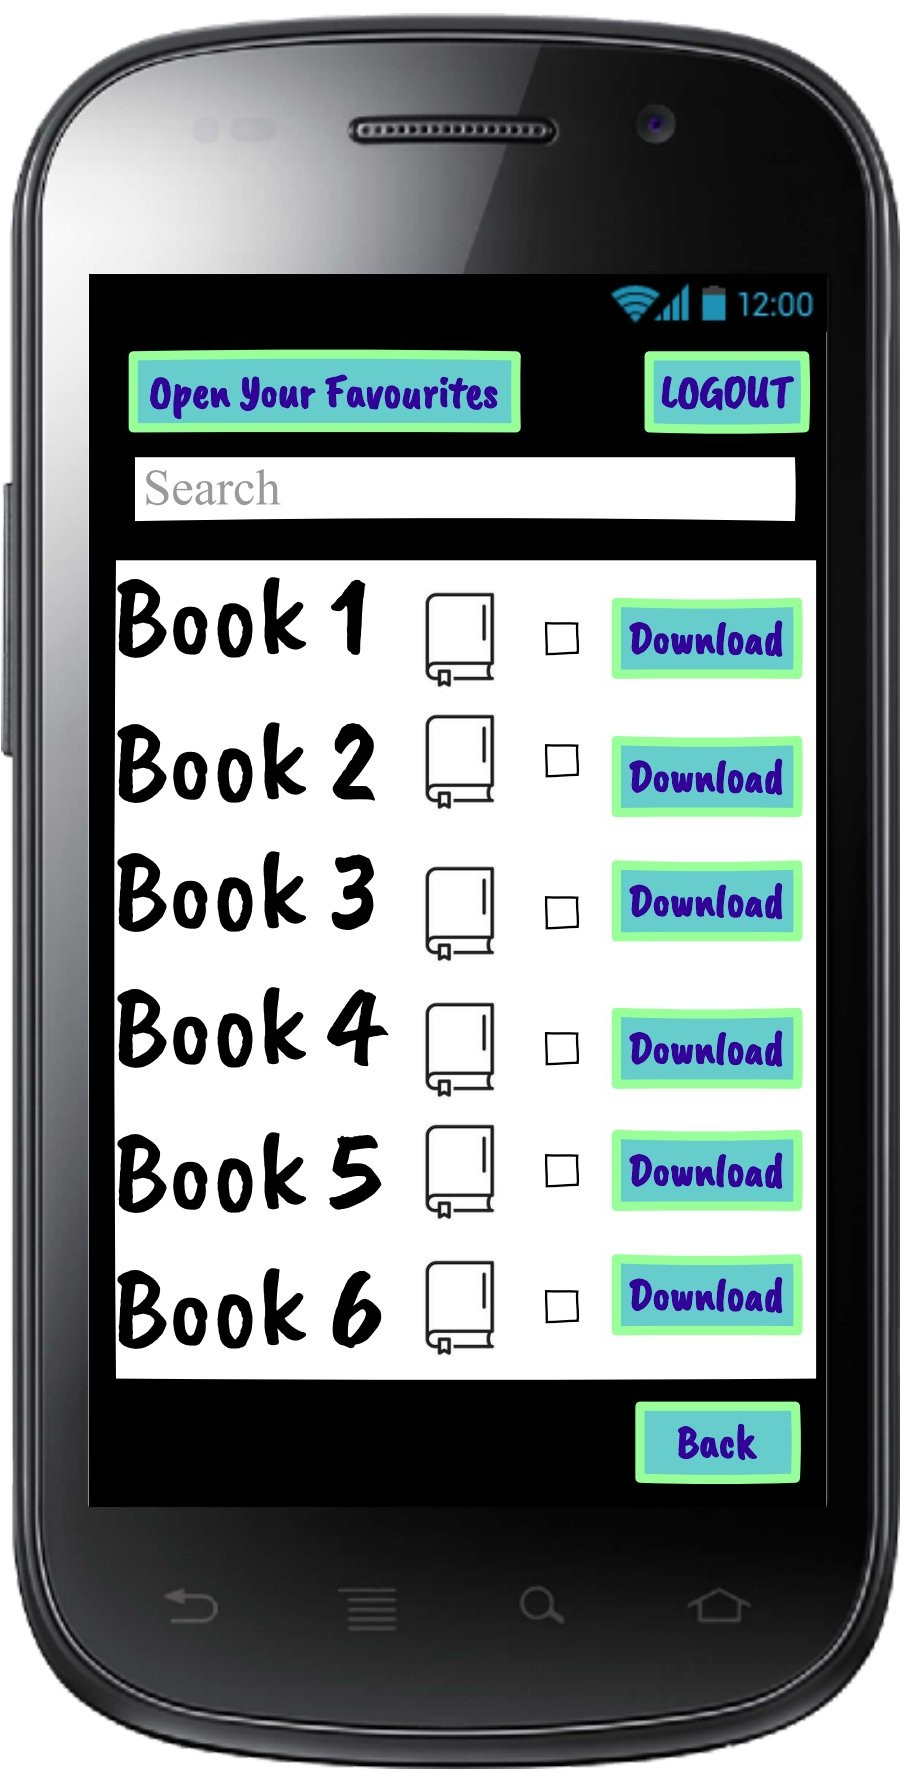 12:00
Open Your Favourites LOGOUT
Search
Book 1 Download
Book 2 Download
Book 3 Download
Book 4 Download
Book 5 Download
Book 6 Download
Back